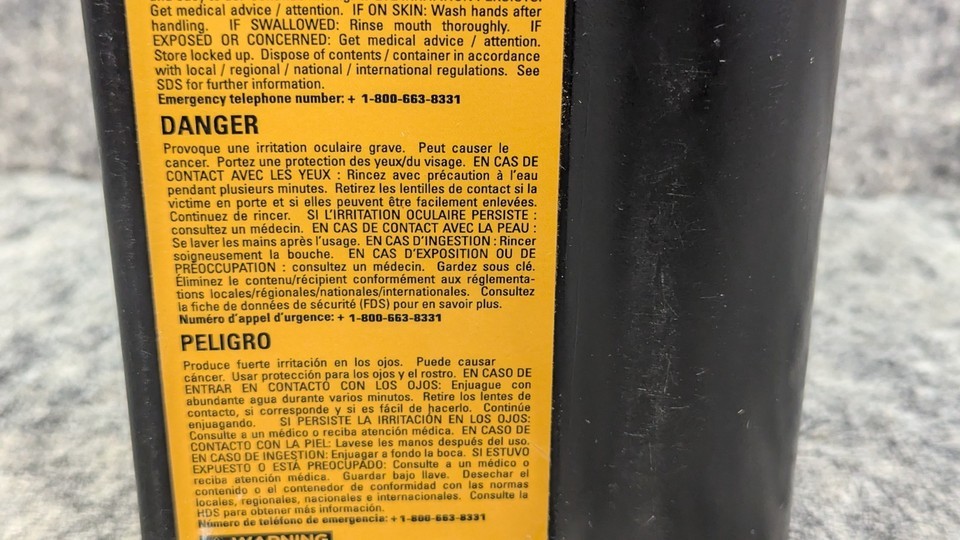 Get medical advice / attention. IF ON SKIN: Wash hands after
handling. IF SWALLOWED: Rinse mouth thoroughly. IF
EXPOSED OR CONCERNED: Get medical advice / attention.
Store locked up. Dispose of contents / container in accordance
with local / regional / national / international regulations. See
SDS for further information.
Emergency telephone number: + 1-800-663-8331
DANGER
Provoque une irritation oculaire grave. Peut causer le
cancer. Portez une protection des yeux/du visage. EN CAS DE
CONTACT AVEC LES YEUX : Rincez avec précaution à l'eau
pendant plusieurs minutes. Retirez les lentilles de contact si la
victime en porte et si elles peuvent être facilement enlevées.
Continuez de rincer. SI L'IRRITATION OCULAIRE PERSISTE :
consultez un médecin. EN CAS DE CONTACT AVEC LA PEAU :
Se laver les mains après l'usage. EN CAS D'INGESTION : Rincer
soigneusement la bouche. EN CAS D'EXPOSITION OU DE
PRÉOCCUPATION : consultez un médecin. Gardez sous clé.
Éliminez le contenu/récipient conformément aux réglementa-
tions locales/régionales/nationales/internationales. Consultez
la fiche de données de sécurité (FDS) pour en savoir plus.
Numéro d'appel d'urgence: + 1-800-663-8331
PELIGRO
Produce fuerte irritación en los ojos. Puede causar
cáncer. Usar protección para los ojos y el rostro. EN CASO DE
ENTRAR EN CONTACTO CON LOS OJOS: Enjuague con
abundante agua durante varios minutos. Retire los lentes de
contacto, si corresponde y si es fácil de hacerlo. Continúe
enjuagando. SI PERSISTE LA IRRITACIÓN EN LOS OJOS:
Consulte a un médico o reciba atención médica. EN CASO DE
CONTACTO CON LA PIEL: Lavese les manos después del uso.
EN CASO DE INGESTION: Enjuagar a fondo la boca. SI ESTUVO
EXPUESTO O ESTÁ PREOCUPADO: Consulte a un médico o
reciba atención médica. Guardar bajo llave. Desechar el
contenido o el contenedor de conformidad con las normas
locales, regionales, nacionales e internacionales. Consulte la
HDS para obtener más información.
Número de teléfono de emergencia: + 1-800-663-8331
WARNING